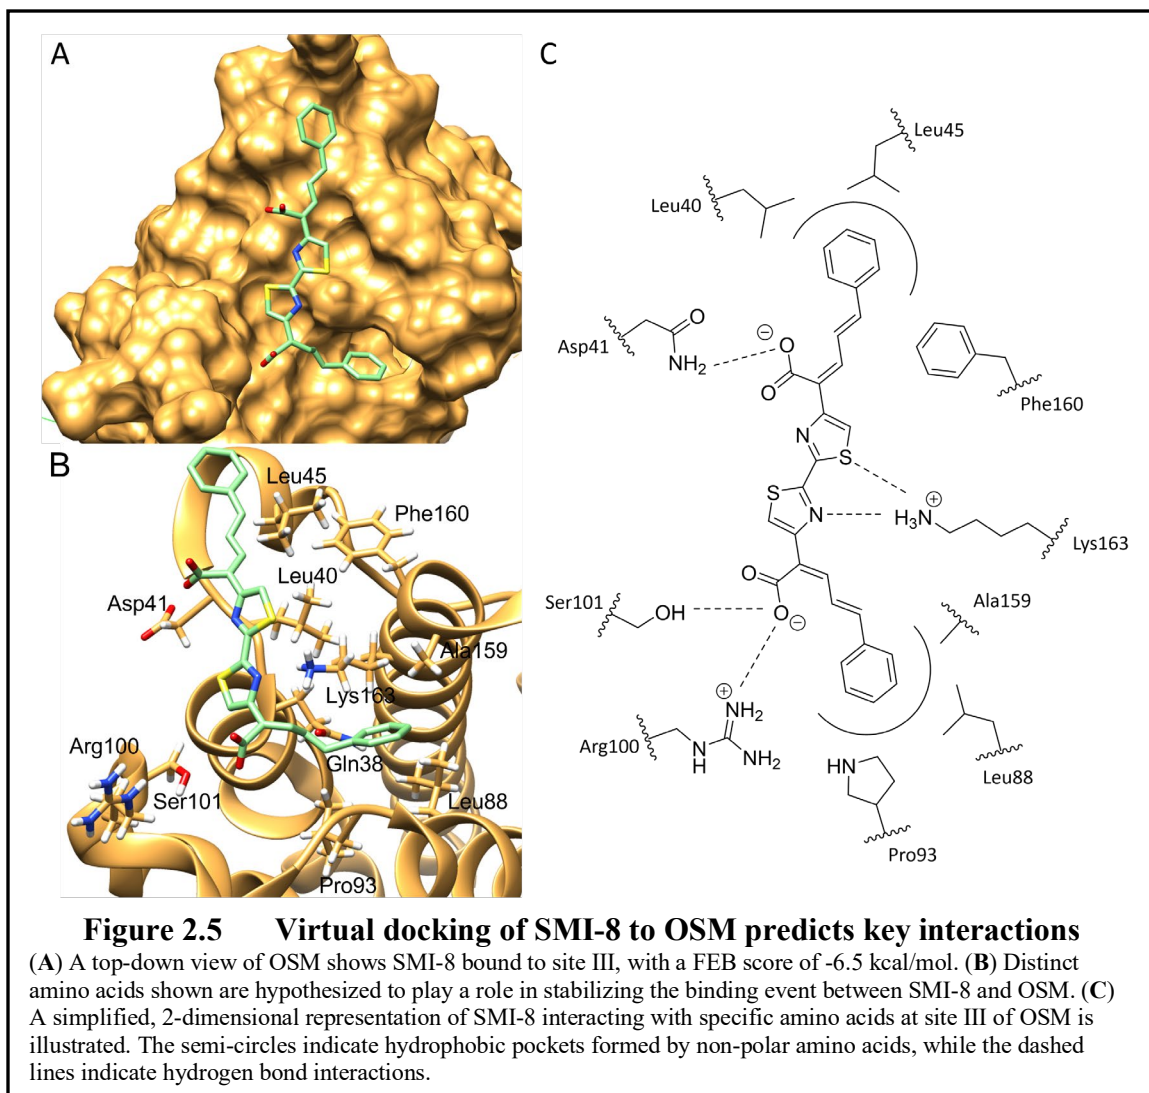 A
B
Leu45
Phe160
Leu40
Asp41
Ala159
Lys163
Arg100
Gln38
Ser101
Leu88
Pro93
C
Leu45
Leu40
O
Asp41
NH₂
⊖
O
O
Phe160
N
S
S
N
⊕
H₃N
Lys163
O
Ser101
OH
O
⊖
Ala159
⊕
NH₂
Arg100
N
H
NH₂
HN
Leu88
Pro93
Figure 2.5 Virtual docking of SMI-8 to OSM predicts key interactions
(A) A top-down view of OSM shows SMI-8 bound to site III, with a FEB score of -6.5 kcal/mol. (B) Distinct
amino acids shown are hypothesized to play a role in stabilizing the binding event between SMI-8 and OSM. (C)
A simplified, 2-dimensional representation of SMI-8 interacting with specific amino acids at site III of OSM is
illustrated. The semi-circles indicate hydrophobic pockets formed by non-polar amino acids, while the dashed
lines indicate hydrogen bond interactions.